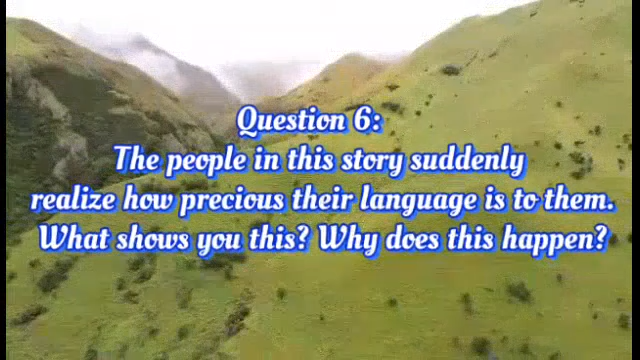 Question 6:
The people in this story suddenly
realize how precious their language is to them.
What shows you this? Why does this happen?